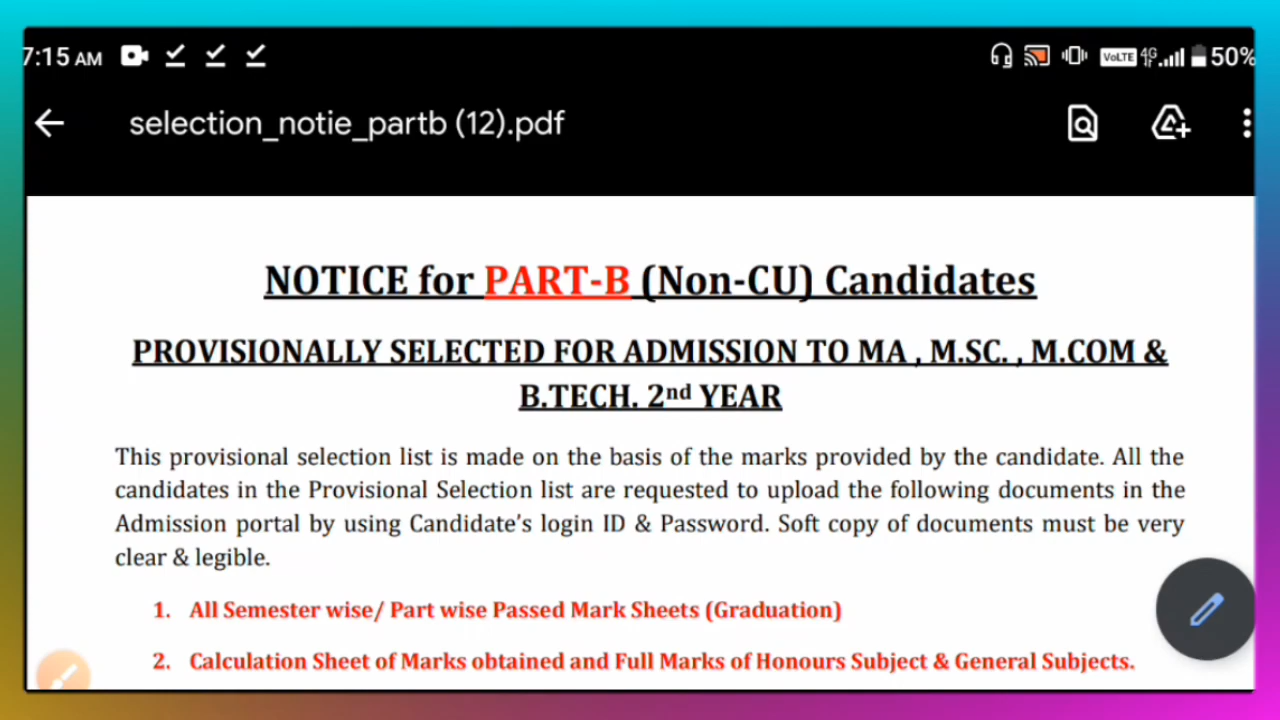 7:15 AM VoLTE 4G 50%
selection_notie_partb (12).pdf
NOTICE for PART-B (Non-CU) Candidates
PROVISIONALLY SELECTED FOR ADMISSION TO MA , M.SC. , M.COM &
B.TECH. 2nd YEAR
This provisional selection list is made on the basis of the marks provided by the candidate. All the
candidates in the Provisional Selection list are requested to upload the following documents in the
Admission portal by using Candidate's login ID & Password. Soft copy of documents must be very
clear & legible.
1. All Semester wise/ Part wise Passed Mark Sheets (Graduation)
2. Calculation Sheet of Marks obtained and Full Marks of Honours Subject & General Subjects.